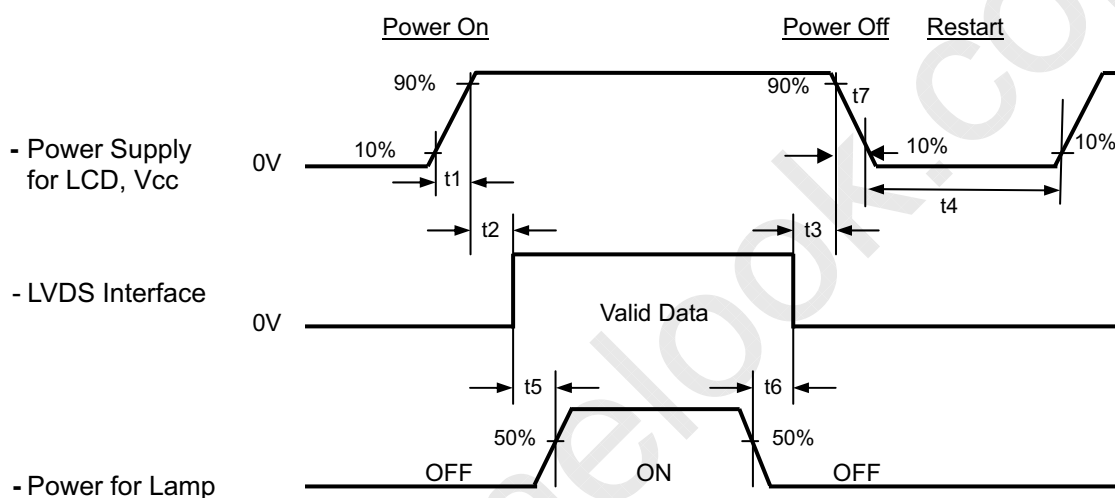 Power On
Power Off
Restart
90%
90%
t7
- Power Supply
for LCD, Vcc
0V
10%
10%
10%
t1
t4
t2
t3
- LVDS Interface
0V
Valid Data
t5
t6
50%
50%
- Power for Lamp
OFF
ON
OFF